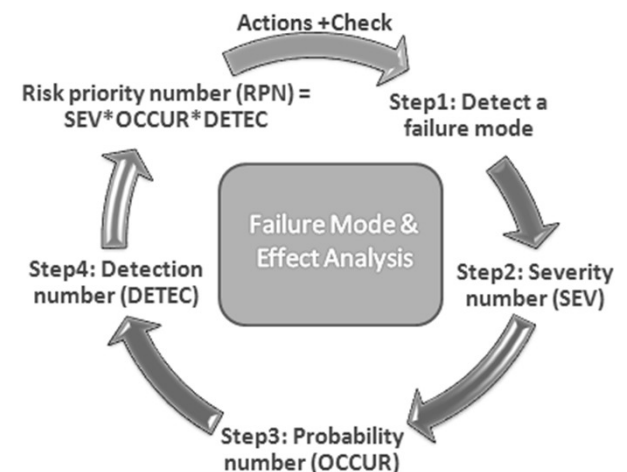 Actions +Check
Step1: Detect a
failure mode
Step2: Severity
number (SEV)
Step3: Probability
number (OCCUR)
Step4: Detection
number (DETEC)
Risk priority number (RPN) =
SEV*OCCUR*DETEC
Failure Mode &
Effect Analysis